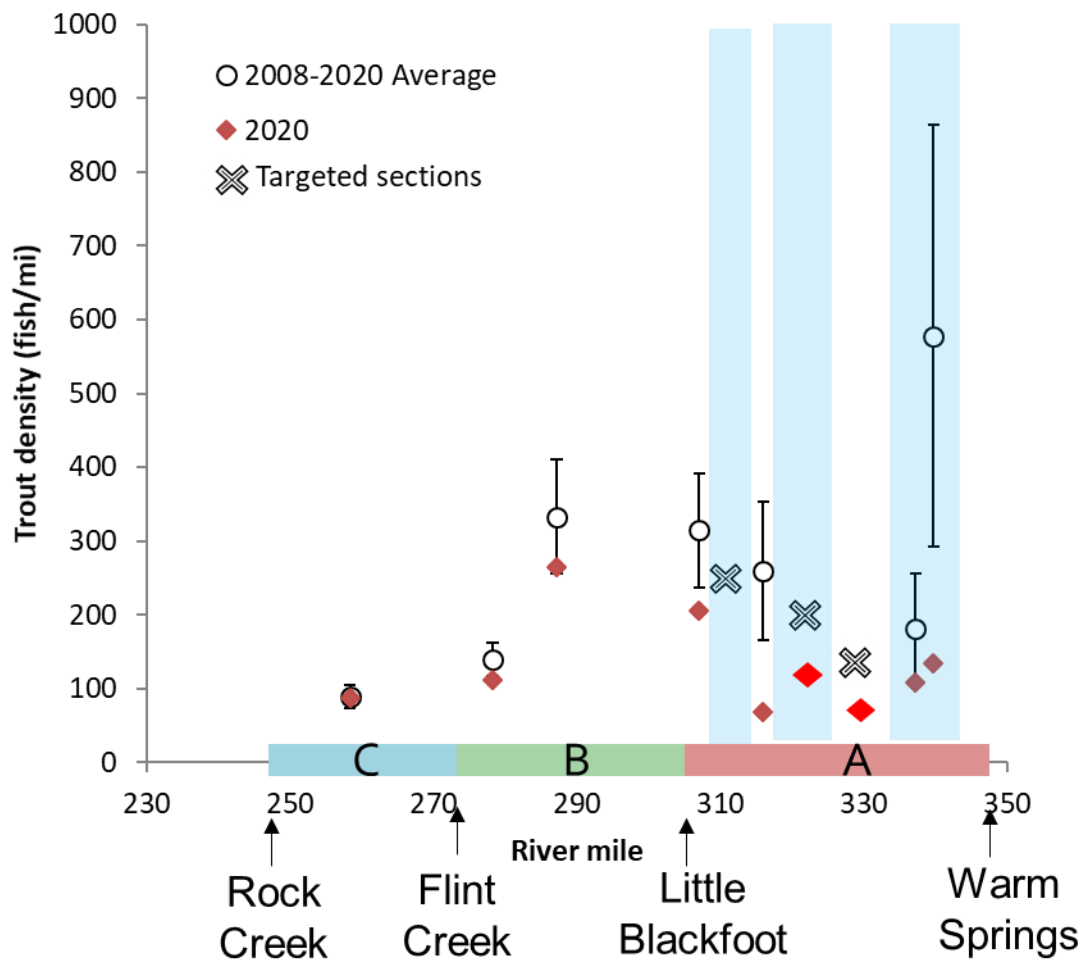 1000
900
800
700
600
500
400
300
200
100
0
Trout density (fish/mi)
2008-2020 Average
2020
Targeted sections
C B A
230 250 270 290 310 330 350
River mile
Rock
Creek
Flint
Creek
Little
Blackfoot
Warm
Springs